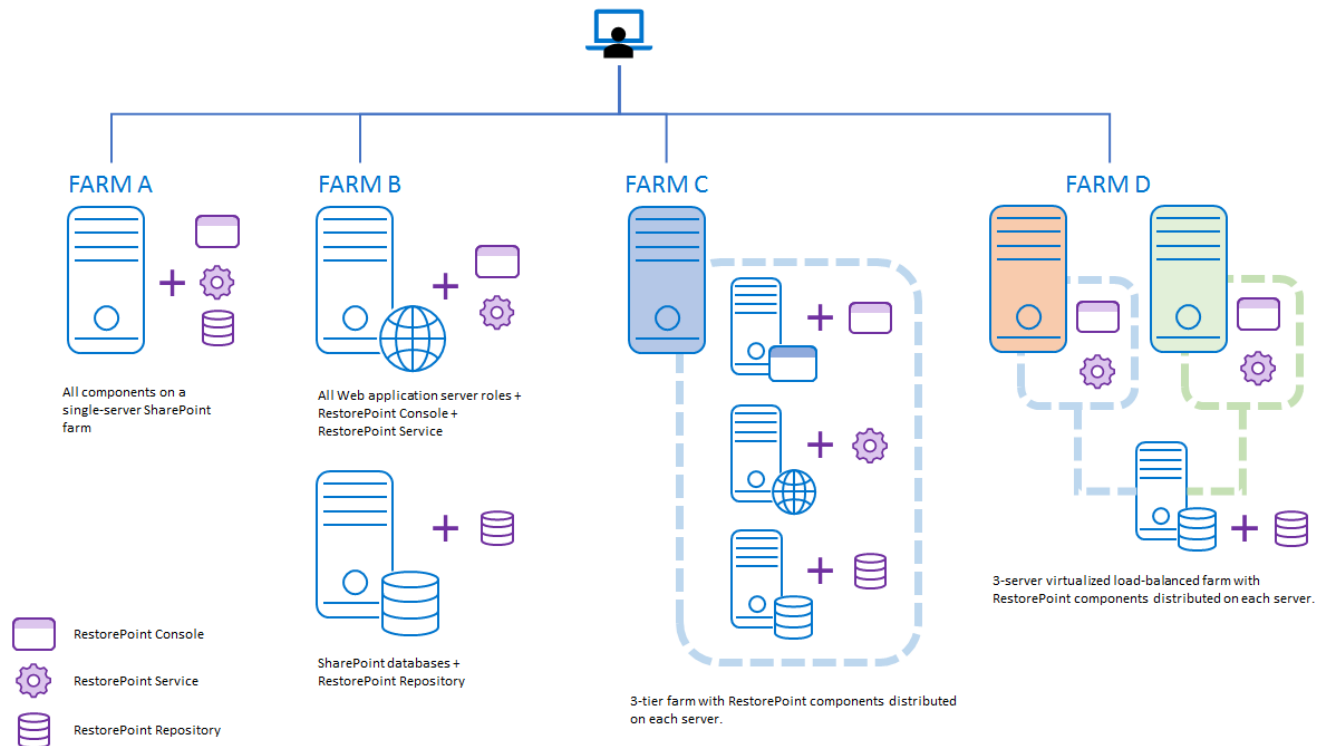 FARM A
FARM B
FARM C
FARM D
All components on a
single-server SharePoint
farm
All Web application server roles +
RestorePoint Console +
RestorePoint Service
SharePoint databases +
RestorePoint Repository
3-tier farm with RestorePoint components distributed
on each server.
3-server virtualized load-balanced farm with
RestorePoint components distributed on each server.
RestorePoint Console
RestorePoint Service
RestorePoint Repository